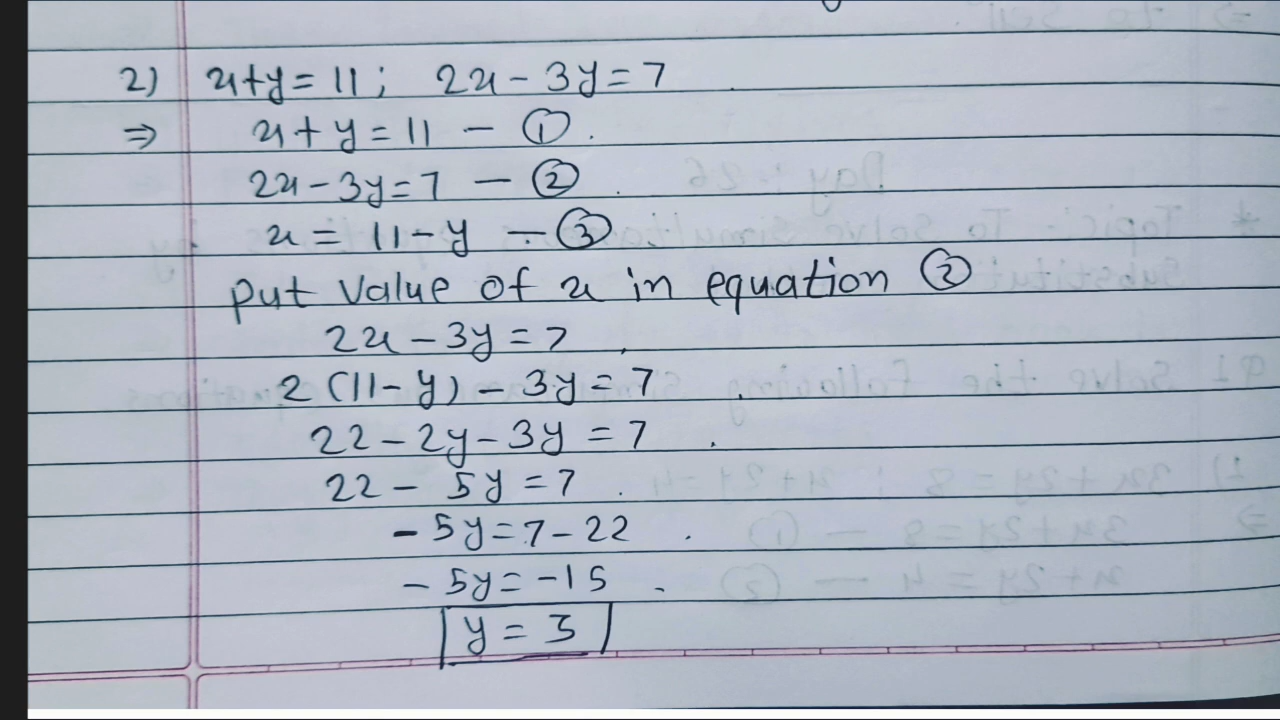 2) x+y = 11 ; 2x - 3y = 7
⇒ x + y = 11 - ①.
2x - 3y = 7 - ②
x = 11 - y - ③
put value of x in equation ②
2x - 3y = 7
2 (11 - y) - 3y = 7
22 - 2y - 3y = 7
22 - 5y = 7
- 5y = 7 - 22
- 5y = -15
y = 3